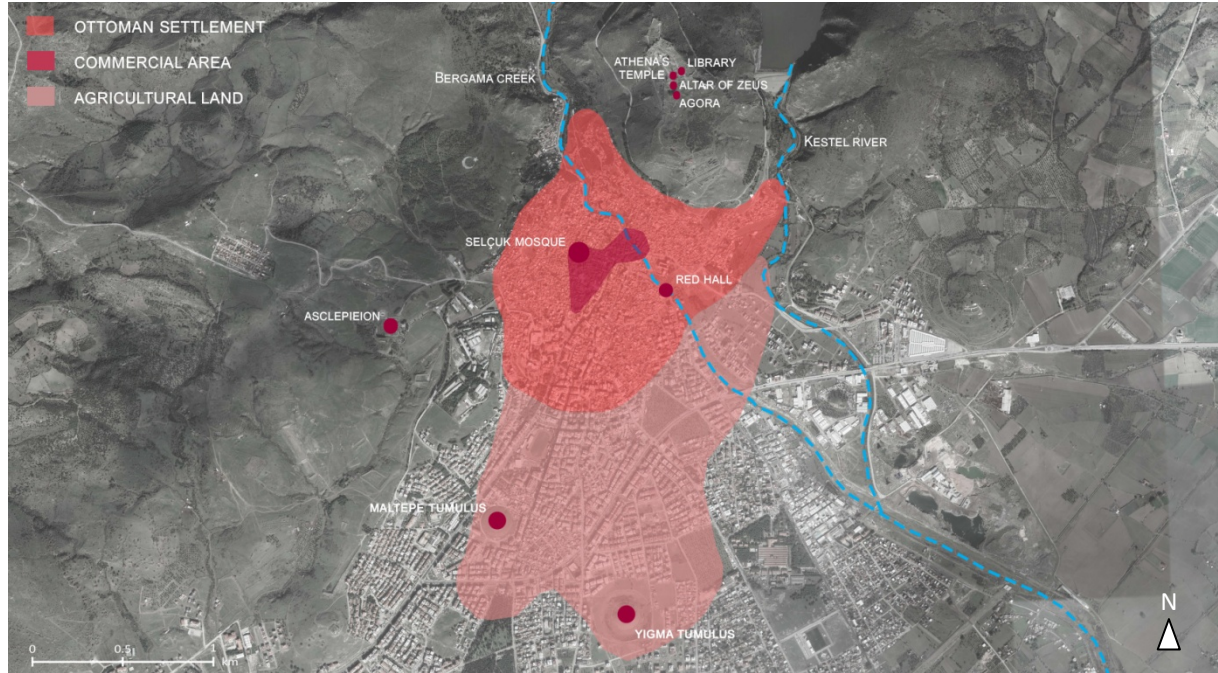 OTTOMAN SETTLEMENT
COMMERCIAL AREA
AGRICULTURAL LAND
BERGAMA CREEK
ATHENA'S
TEMPLE
LIBRARY
ALTAR OF ZEUS
AGORA
KESTEL RIVER
SELÇUK MOSQUE
RED HALL
ASCLEPIEION
MALTEPE TUMULUS
YIGMA TUMULUS
N
0 0.5 1
km